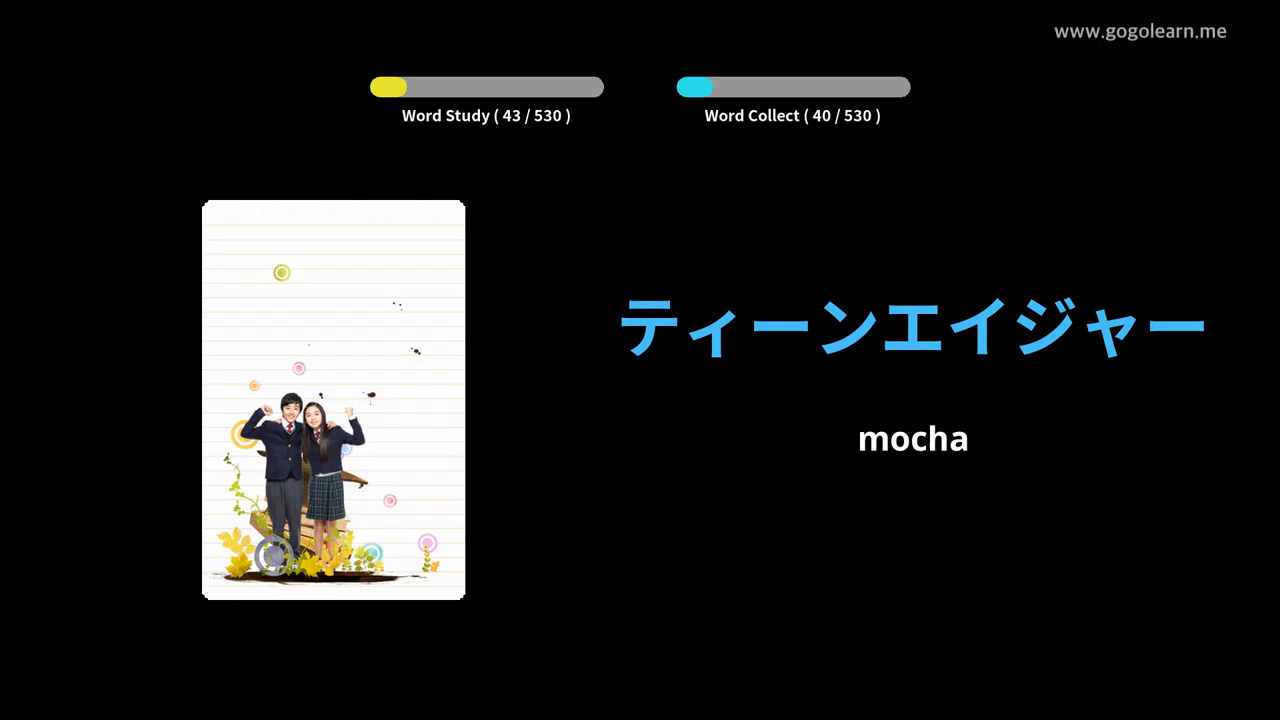 www.gogolearn.me
Word Study ( 43 / 530 )
Word Collect ( 40 / 530 )
ティーンエイジャー
mocha